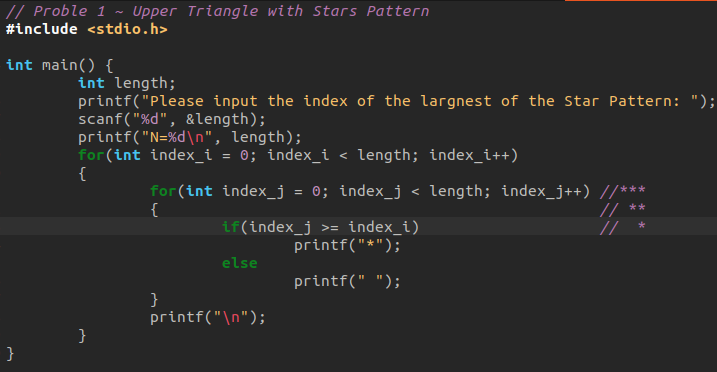 // Proble 1 ~ Upper Triangle with Stars Pattern
#include <stdio.h>

int main() {
        int length;
        printf("Please input the index of the largnest of the Star Pattern: ");
        scanf("%d", &length);
        printf("N=%d\n", length);
        for(int index_i = 0; index_i < length; index_i++)
        {
                for(int index_j = 0; index_j < length; index_j++) //***
                {                                                 // **
                        if(index_j >= index_i)                    //  *
                                printf("*");
                        else
                                printf(" ");
                }
                printf("\n");
        }
}